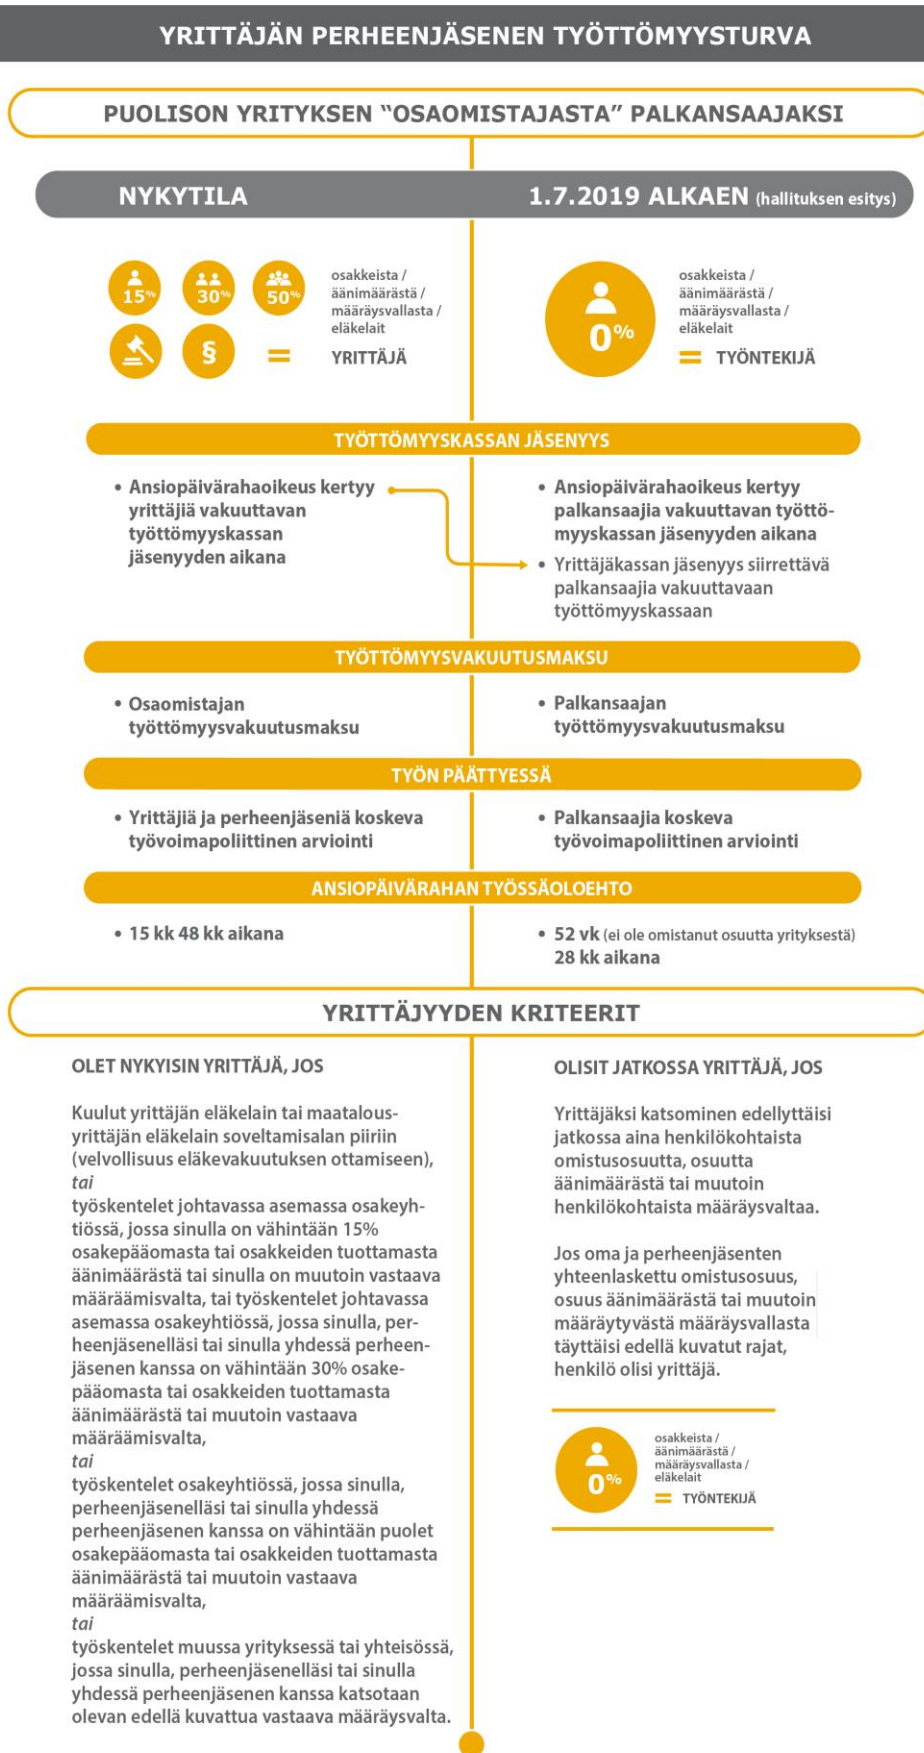 YRITTÄJÄN PERHEENJÄSENEN TYÖTTÖMYYSTURVA
PUOLISON YRITYKSEN “OSAOMISTAJASTA” PALKANSAAJAKSI
NYKYTILA
1.7.2019 ALKAEN (hallituksen esitys)
15%
30%
50%
§
=
osakkeista /
äänimäärästä /
määräysvallasta /
eläkelait
YRITTÄJÄ
0%
osakkeista /
äänimäärästä /
määräysvallasta /
eläkelait
= TYÖNTEKIJÄ
TYÖTTÖMYYSKASSAN JÄSENYYS
• Ansiopäivärahaoikeus kertyy
yrittäjiä vakuuttavan
työttömyyskassan
jäsenyyden aikana
• Ansiopäivärahaoikeus kertyy
palkansaajia vakuuttavan työttö-
myyskassan jäsenyyden aikana
• Yrittäjäkassan jäsenyys siirrettävä
palkansaajia vakuuttavaan
työttömyyskassaan
TYÖTTÖMYYSVAKUUTUSMAKSU
• Osaomistajan
työttömyysvakuutusmaksu
• Palkansaajan
työttömyysvakuutusmaksu
TYÖN PÄÄTTYESSÄ
• Yrittäjiä ja perheenjäseniä koskeva
työvoimapoliittinen arviointi
• Palkansaajia koskeva
työvoimapoliittinen arviointi
ANSIOPÄIVÄRAHAN TYÖSSÄOLOEHTO
• 15 kk 48 kk aikana
• 52 vk (ei ole omistanut osuutta yrityksestä)
28 kk aikana
YRITTÄJYYDEN KRITEERIT
OLET NYKYISIN YRITTÄJÄ, JOS
Kuulut yrittäjän eläkelain tai maatalous-
yrittäjän eläkelain soveltamisalan piiriin
(velvollisuus eläkevakuutuksen ottamiseen),
tai
työskentelet johtavassa asemassa osakeyh-
tiössä, jossa sinulla on vähintään 15%
osakepääomasta tai osakkeiden tuottamasta
äänimäärästä tai sinulla on muutoin vastaava
määräämisvalta, tai työskentelet johtavassa
asemassa osakeyhtiössä, jossa sinulla, per-
heenjäsenelläsi tai sinulla yhdessä perheen-
jäsenen kanssa on vähintään 30% osake-
pääomasta tai osakkeiden tuottamasta
äänimäärästä tai muutoin vastaava
määräämisvalta,
tai
työskentelet osakeyhtiössä, jossa sinulla,
perheenjäsenelläsi tai sinulla yhdessä
perheenjäsenen kanssa on vähintään puolet
osakepääomasta tai osakkeiden tuottamasta
äänimäärästä tai muutoin vastaava
määräämisvalta,
tai
työskentelet muussa yrityksessä tai yhteisössä,
jossa sinulla, perheenjäsenelläsi tai sinulla
yhdessä perheenjäsenen kanssa katsotaan
olevan edellä kuvattua vastaava määräysvalta.
OLISIT JATKOSSA YRITTÄJÄ, JOS
Yrittäjäksi katsominen edellyttäisi
jatkossa aina henkilökohtaista
omistusosuutta, osuutta
äänimäärästä tai muutoin
henkilökohtaista määräysvaltaa.
Jos oma ja perheenjäsenten
yhteenlaskettu omistusosuus,
osuus äänimäärästä tai muutoin
määräytyvästä määräysvallasta
täyttäisi edellä kuvatut rajat,
henkilö olisi yrittäjä.
0%
osakkeista /
äänimäärästä /
määräysvallasta /
eläkelait
= TYÖNTEKIJÄ